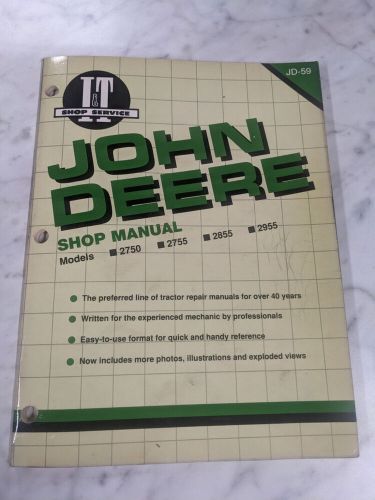 JD-59
I&T
SHOP SERVICE
JOHN
DEERE
SHOP MANUAL
Models ■ 2750 ■ 2755 ■ 2855 ■ 2955
● The preferred line of tractor repair manuals for over 40 years
● Written for the experienced mechanic by professionals
● Easy-to-use format for quick and handy reference
● Now includes more photos, illustrations and exploded views